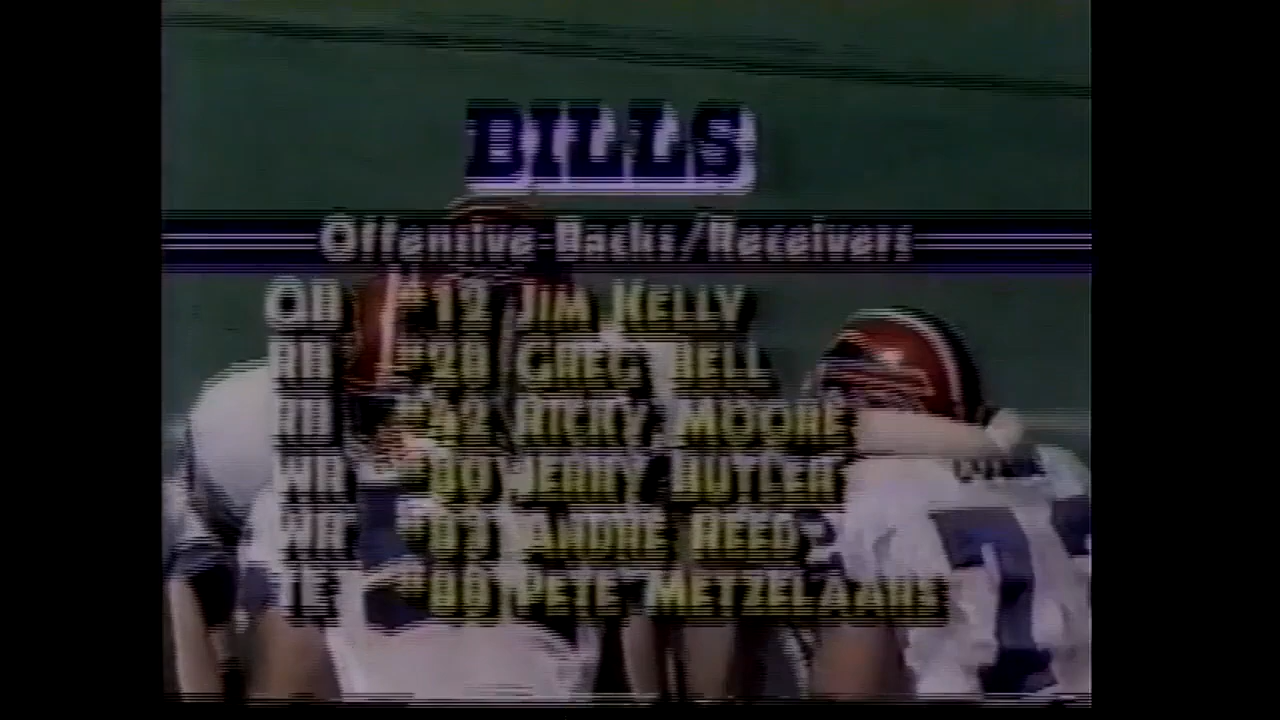 BILLS
Offensive Backs/Receivers
QB #12 JIM KELLY
RB #28 GREG BELL
RB #42 RICKY MOORE
WR #80 JERRY BUTLER
WR #83 ANDRE REED
TE #88 PETE METZELAARS